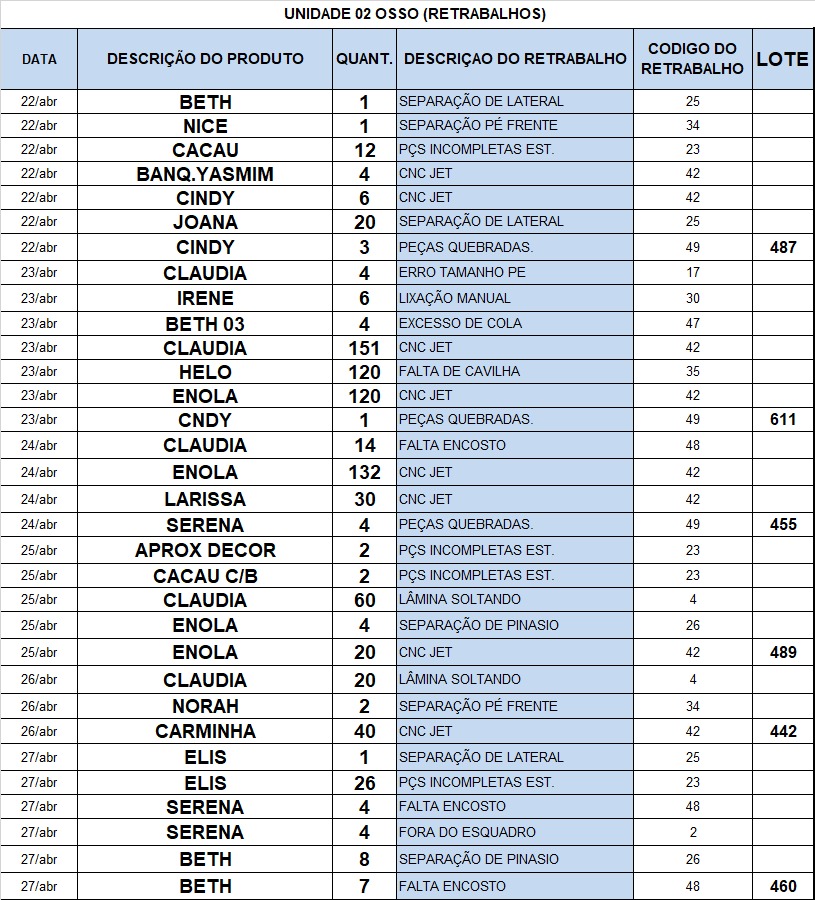 UNIDADE 02 OSSO (RETRABALHOS)
DATA DESCRIÇÃO DO PRODUTO QUANT. DESCRIÇAO DO RETRABALHO CODIGO DO RETRABALHO LOTE
22/abr BETH 1 SEPARAÇÃO DE LATERAL 25
22/abr NICE 1 SEPARAÇÃO PÉ FRENTE 34
22/abr CACAU 12 PÇS INCOMPLETAS EST. 23
22/abr BANQ.YASMIM 4 CNC JET 42
22/abr CINDY 6 CNC JET 42
22/abr JOANA 20 SEPARAÇÃO DE LATERAL 25
22/abr CINDY 3 PEÇAS QUEBRADAS. 49 487
23/abr CLAUDIA 4 ERRO TAMANHO PE 17
23/abr IRENE 6 LIXAÇÃO MANUAL 30
23/abr BETH 03 4 EXCESSO DE COLA 47
23/abr CLAUDIA 151 CNC JET 42
23/abr HELO 120 FALTA DE CAVILHA 35
23/abr ENOLA 120 CNC JET 42
23/abr CNDY 1 PEÇAS QUEBRADAS. 49 611
24/abr CLAUDIA 14 FALTA ENCOSTO 48
24/abr ENOLA 132 CNC JET 42
24/abr LARISSA 30 CNC JET 42
24/abr SERENA 4 PEÇAS QUEBRADAS. 49 455
25/abr APROX DECOR 2 PÇS INCOMPLETAS EST. 23
25/abr CACAU C/B 2 PÇS INCOMPLETAS EST. 23
25/abr CLAUDIA 60 LÂMINA SOLTANDO 4
25/abr ENOLA 4 SEPARAÇÃO DE PINASIO 26
25/abr ENOLA 20 CNC JET 42 489
26/abr CLAUDIA 20 LÂMINA SOLTANDO 4
26/abr NORAH 2 SEPARAÇÃO PÉ FRENTE 34
26/abr CARMINHA 40 CNC JET 42 442
27/abr ELIS 1 SEPARAÇÃO DE LATERAL 25
27/abr ELIS 26 PÇS INCOMPLETAS EST. 23
27/abr SERENA 4 FALTA ENCOSTO 48
27/abr SERENA 4 FORA DO ESQUADRO 2
27/abr BETH 8 SEPARAÇÃO DE PINASIO 26
27/abr BETH 7 FALTA ENCOSTO 48 460